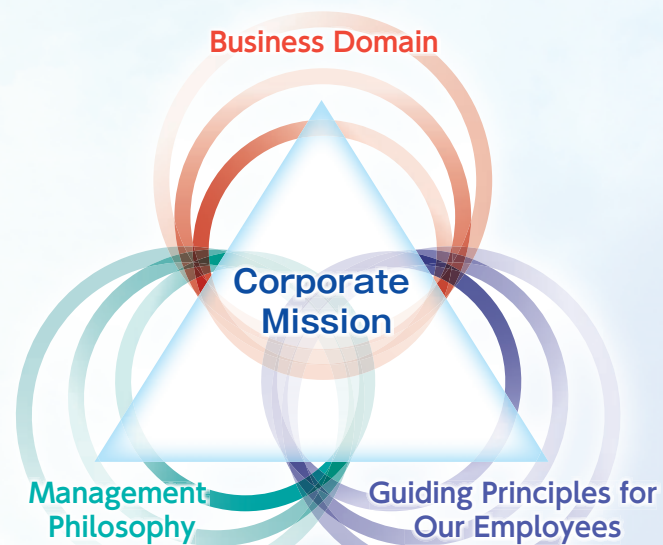 Business Domain
Corporate
Mission
Management
Philosophy
Guiding Principles for
Our Employees